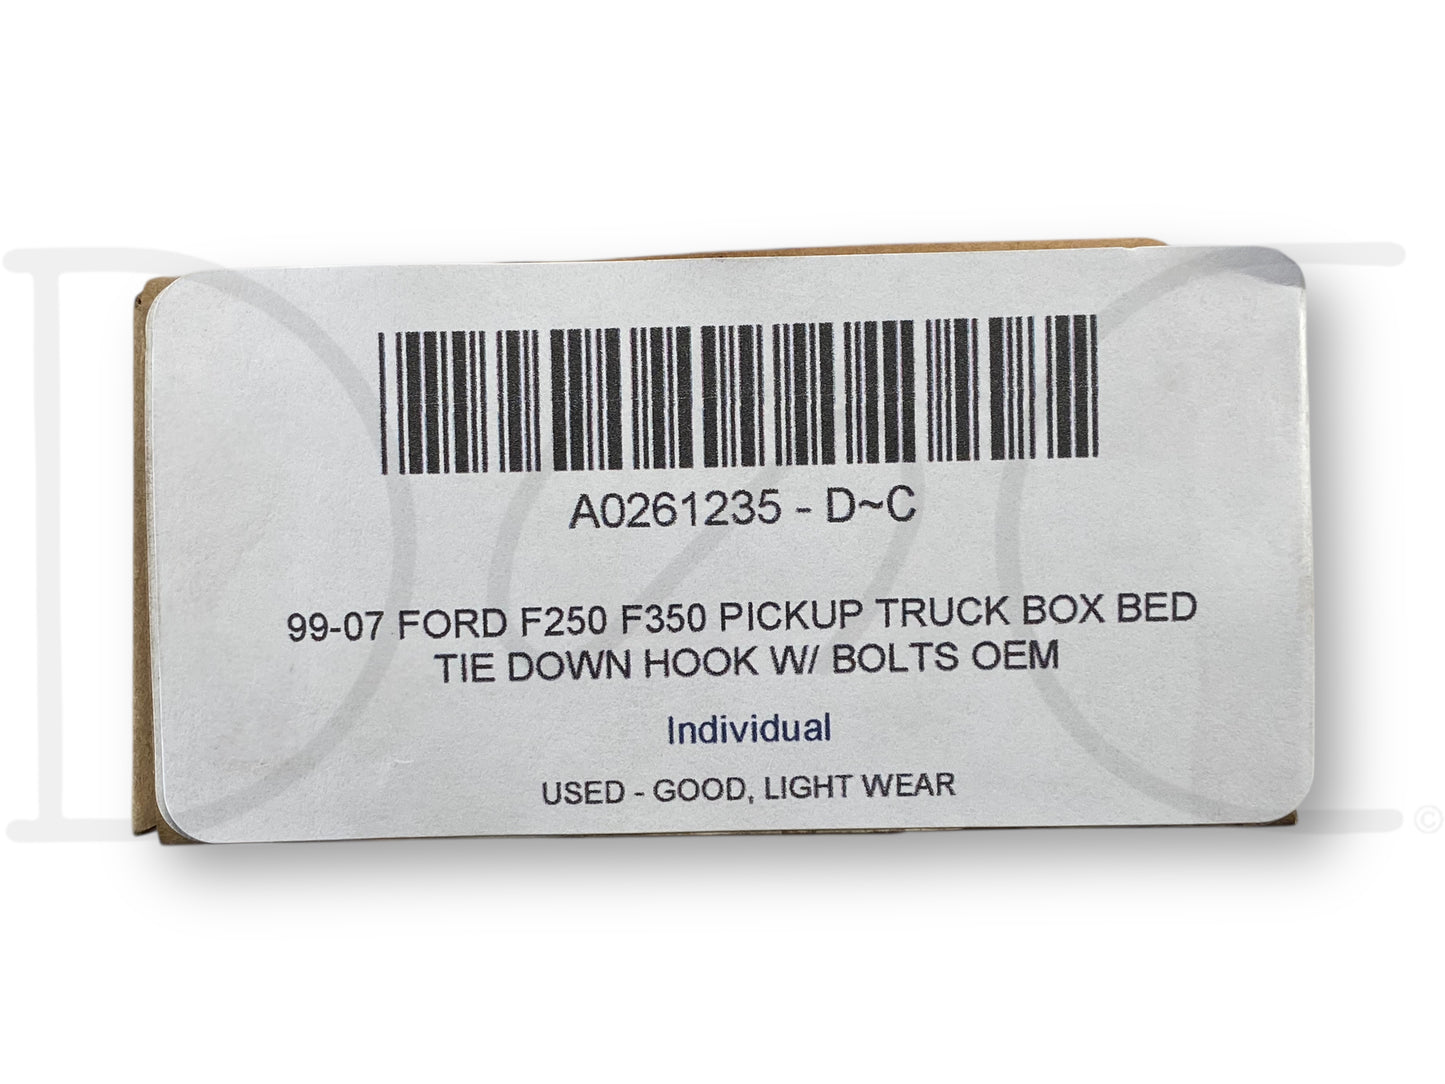 A0261235 - D~C
99-07 FORD F250 F350 PICKUP TRUCK BOX BED
TIE DOWN HOOK W/ BOLTS OEM
Individual
USED - GOOD, LIGHT WEAR
©